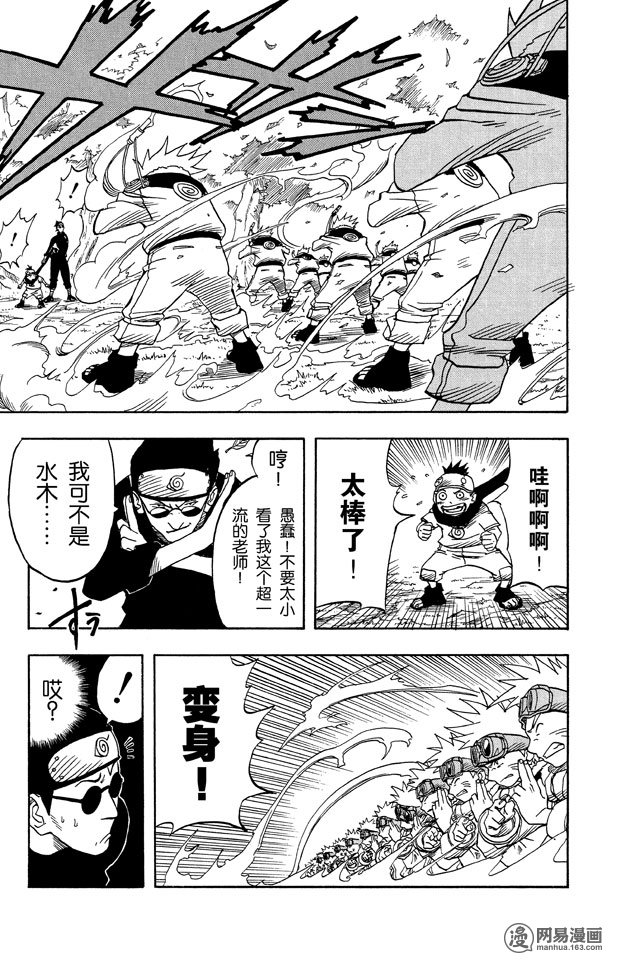 ！
！
哇啊啊啊！
太棒了！
哼！
愚蠢！不要太小
看了我这个超一
流的老师！
我可不是
水木……
すぅ
变
身！
！
哎？
网易漫画
manhua.163.com